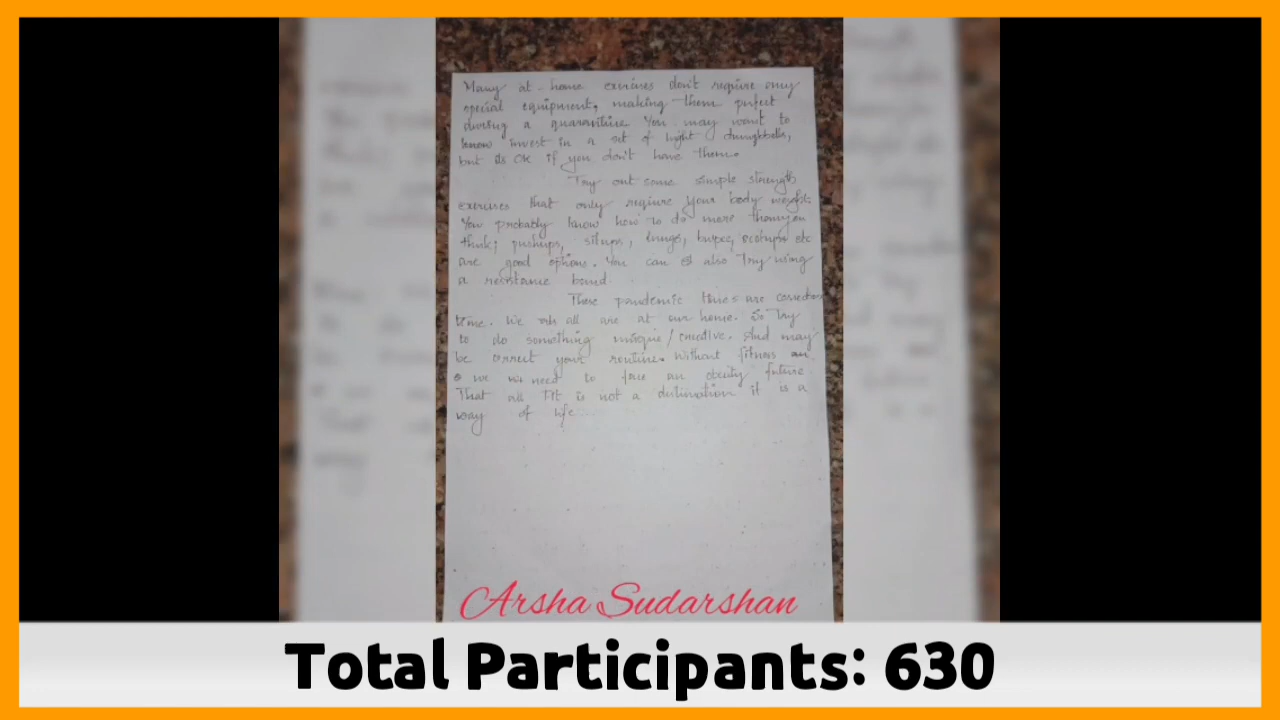 Many at-home exercises don't require any
special equipment, making them perfect
during a quarantine You may want to
know invest in a set of light dumgbbells,
but its OK if you don't have them.
Try out some simple strength
exercises that only require your body weight.
You probably know how to do more than you
think; pushups, situps, lunges, etc
are good options. You can also Try using
a resistance band.
These pandemic times are
time. We all are at our home. So Try
to do something unique / creative. And may
be correct your routine. Without fitness
we need to face an obesity future
That all Fit is not a destination it is a
way of life
Arsha Sudarshan
Total Participants: 630